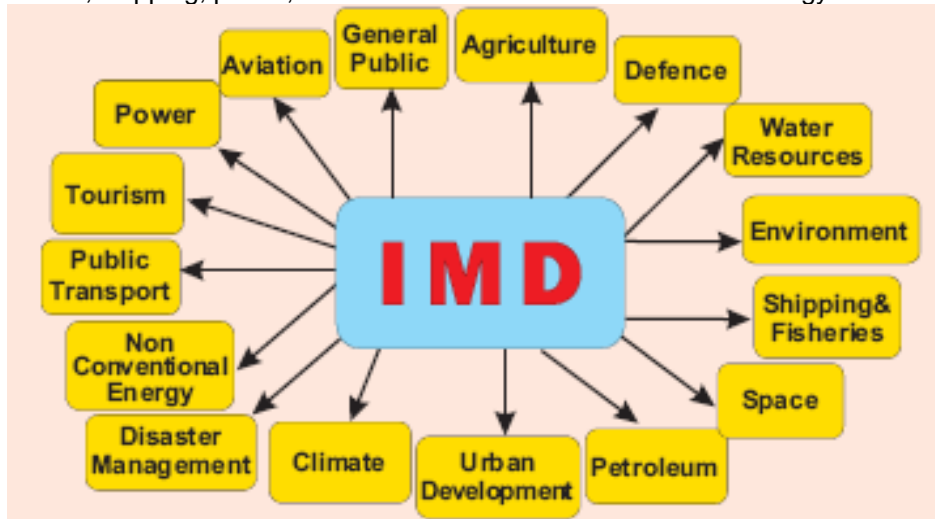 General
Public
Agriculture
Aviation
Defence
Power
Water
Resources
Tourism
Environment
IMD
Public
Transport
Shipping&
Fisheries
Non
Conventional
Energy
Space
Disaster
Management
Climate
Urban
Development
Petroleum